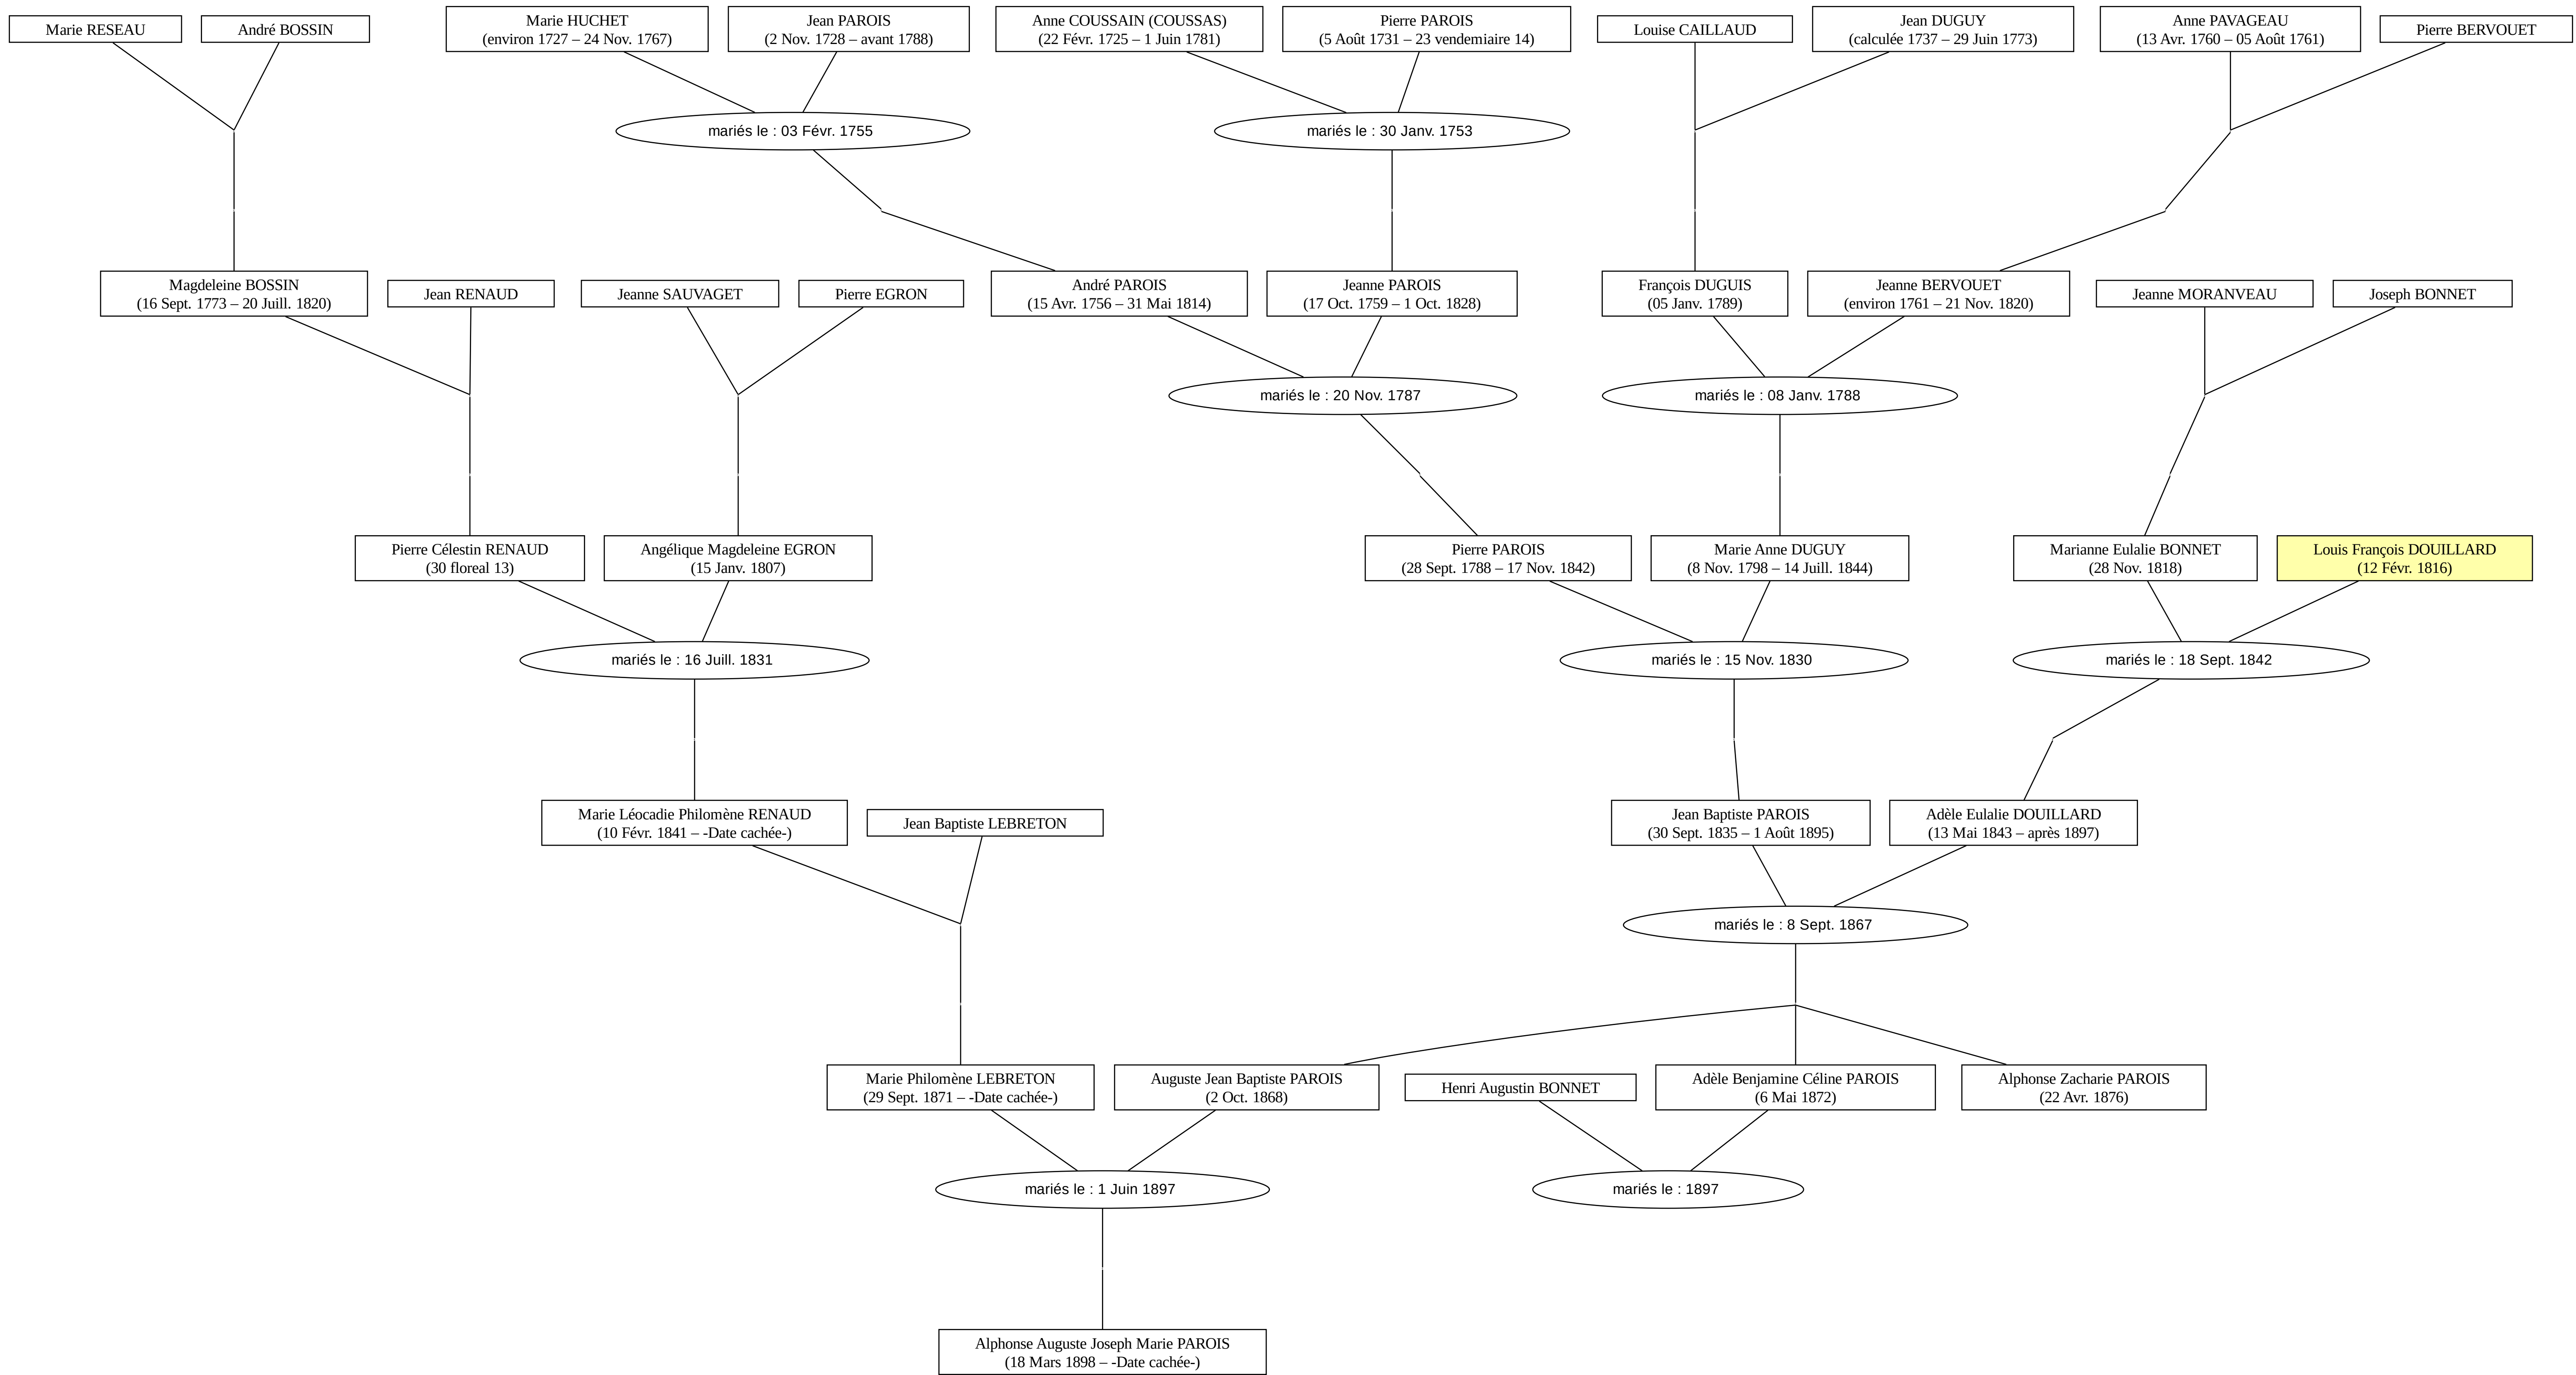 Marie RESEAU
André BOSSIN
Marie HUCHET
(environ 1727 – 24 Nov. 1767)
Jean PAROIS
(2 Nov. 1728 – avant 1788)
Anne COUSSAIN (COUSSAS)
(22 Févr. 1725 – 1 Juin 1781)
Pierre PAROIS
(5 Août 1731 – 23 vendemiaire 14)
Louise CAILLAUD
Jean DUGUY
(calculée 1737 – 29 Juin 1773)
Anne PAVAGEAU
(13 Avr. 1760 – 05 Août 1761)
Pierre BERVOUET
mariés le : 03 Févr. 1755
mariés le : 30 Janv. 1753
Magdeleine BOSSIN
(16 Sept. 1773 – 20 Juill. 1820)
Jean RENAUD
Jeanne SAUVAGET
Pierre EGRON
André PAROIS
(15 Avr. 1756 – 31 Mai 1814)
Jeanne PAROIS
(17 Oct. 1759 – 1 Oct. 1828)
François DUGUIS
(05 Janv. 1789)
Jeanne BERVOUET
(environ 1761 – 21 Nov. 1820)
Jeanne MORANVEAU
Joseph BONNET
mariés le : 20 Nov. 1787
mariés le : 08 Janv. 1788
Pierre Célestin RENAUD
(30 floreal 13)
Angélique Magdeleine EGRON
(15 Janv. 1807)
Pierre PAROIS
(28 Sept. 1788 – 17 Nov. 1842)
Marie Anne DUGUY
(8 Nov. 1798 – 14 Juill. 1844)
Marianne Eulalie BONNET
(28 Nov. 1818)
Louis François DOUILLARD
(12 Févr. 1816)
mariés le : 16 Juill. 1831
mariés le : 15 Nov. 1830
mariés le : 18 Sept. 1842
Marie Léocadie Philomène RENAUD
(10 Févr. 1841 – -Date cachée-)
Jean Baptiste LEBRETON
Jean Baptiste PAROIS
(30 Sept. 1835 – 1 Août 1895)
Adèle Eulalie DOUILLARD
(13 Mai 1843 – après 1897)
mariés le : 8 Sept. 1867
Marie Philomène LEBRETON
(29 Sept. 1871 – -Date cachée-)
Auguste Jean Baptiste PAROIS
(2 Oct. 1868)
Henri Augustin BONNET
Adèle Benjamine Céline PAROIS
(6 Mai 1872)
Alphonse Zacharie PAROIS
(22 Avr. 1876)
mariés le : 1 Juin 1897
mariés le : 1897
Alphonse Auguste Joseph Marie PAROIS
(18 Mars 1898 – -Date cachée-)